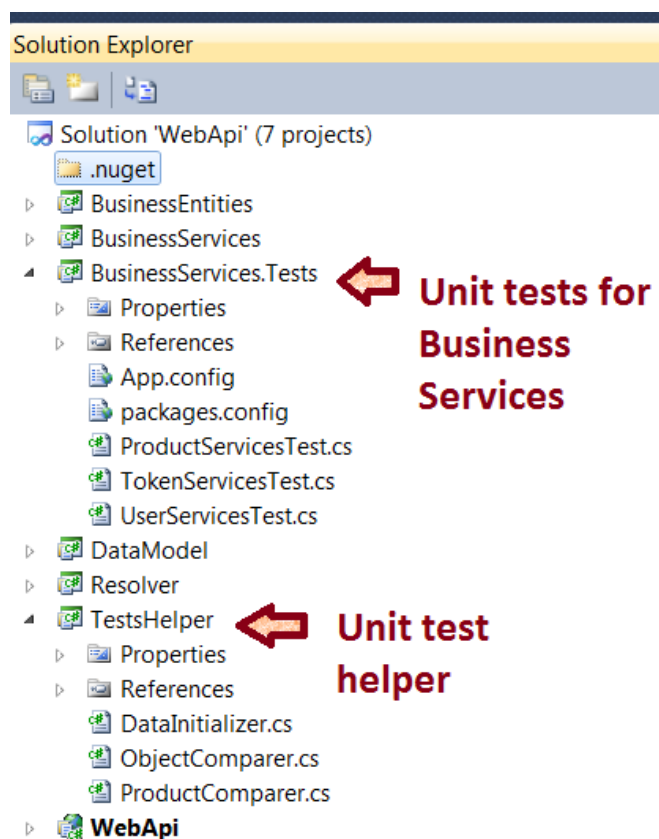 Solution Explorer
Solution 'WebApi' (7 projects)
.nuget
BusinessEntities
BusinessServices
BusinessServices.Tests
Unit tests for
Business
Services
Properties
References
App.config
packages.config
ProductServicesTest.cs
TokenServicesTest.cs
UserServicesTest.cs
DataModel
Resolver
TestsHelper
Unit test
helper
Properties
References
DataInitializer.cs
ObjectComparer.cs
ProductComparer.cs
WebApi